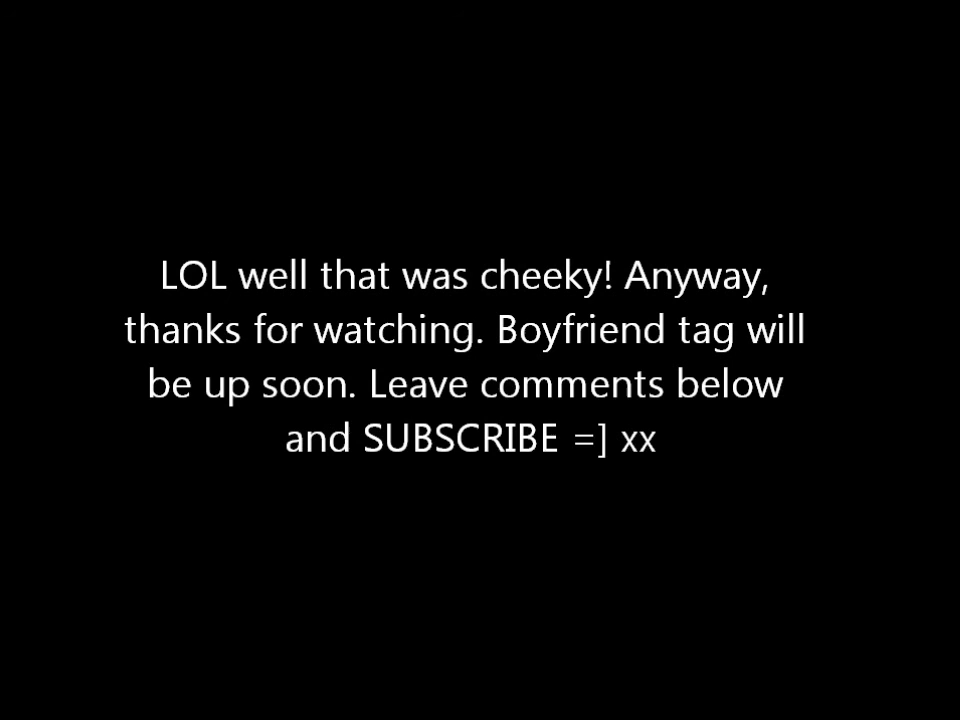 LOL well that was cheeky! Anyway,
thanks for watching. Boyfriend tag will
be up soon. Leave comments below
and SUBSCRIBE =] xx